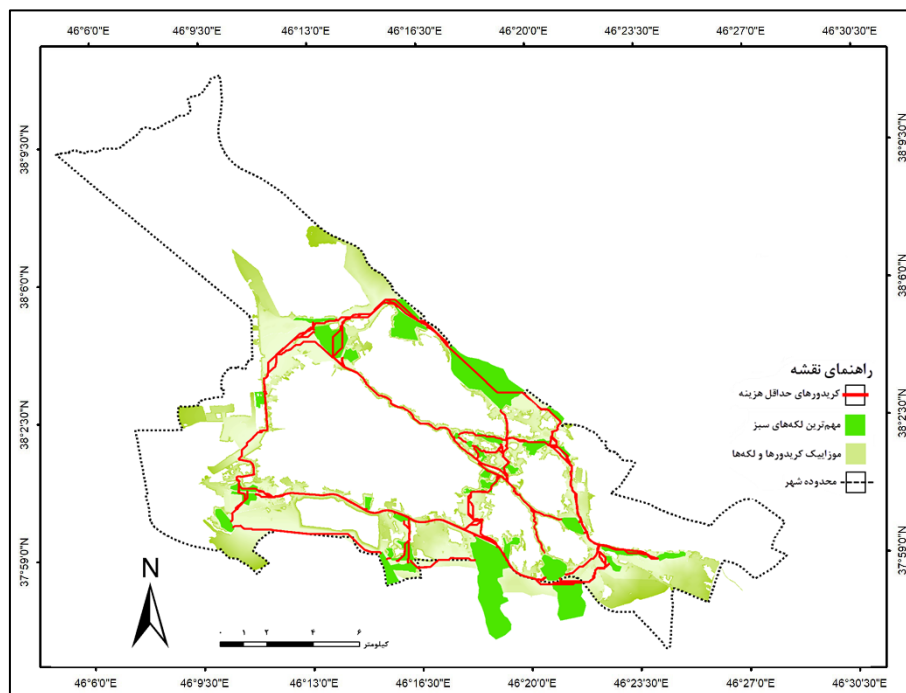 46°6'0"E 46°9'30"E 46°13'0"E 46°16'30"E 46°20'0"E 46°23'30"E 46°27'0"E 46°30'30"E
38°9'30"N 38°9'30"N
38°6'0"N 38°6'0"N
راهنمای نقشه
کریدورهای حداقل هزینه
مهم‌ترین لکه‌های سبز
موزاییک کریدورها و لکه‌ها
محدوده شهر
38°2'30"N 38°2'30"N
37°59'0"N 37°59'0"N
N
۰ ۱ ۲ ۴ ۶
کیلومتر
46°6'0"E 46°9'30"E 46°13'0"E 46°16'30"E 46°20'0"E 46°23'30"E 46°27'0"E 46°30'30"E